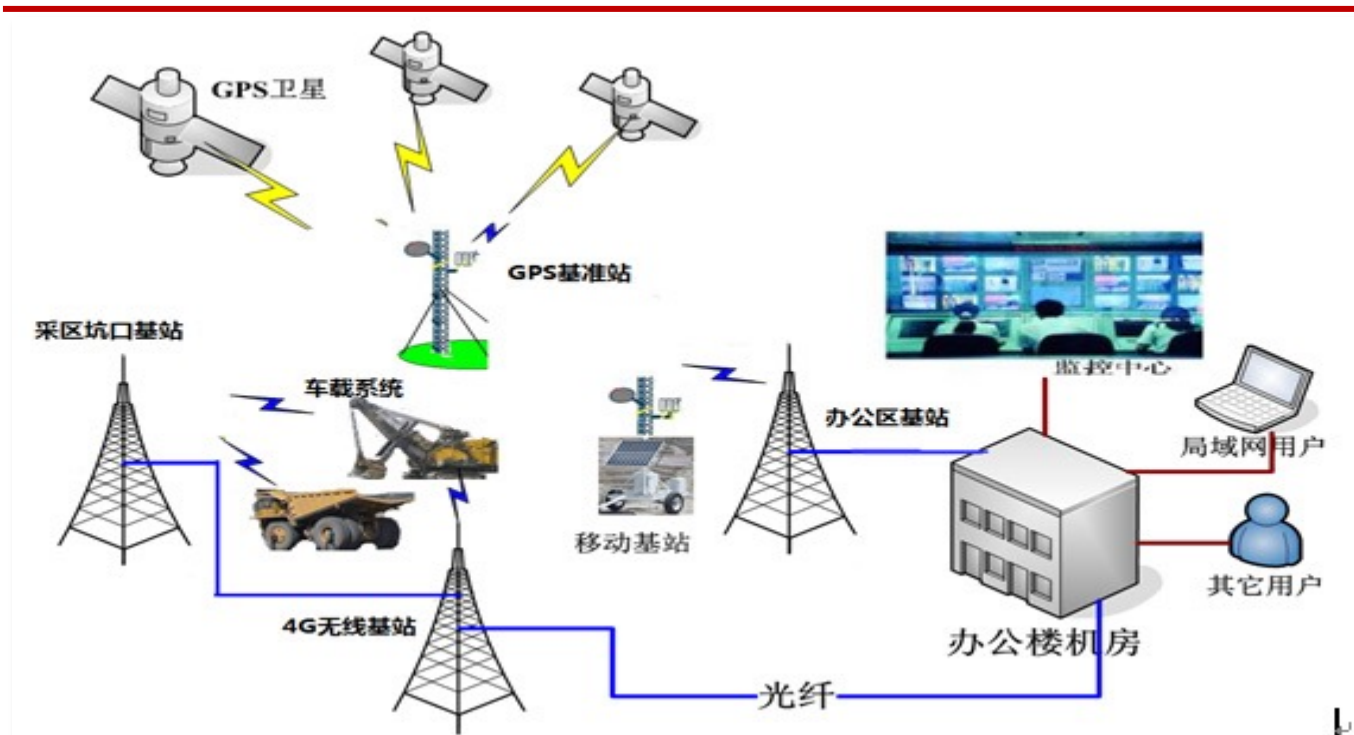 GPS卫星
GPS基准站
采区坑口基站
车载系统
监控中心
办公区基站
局域网用户
移动基站
其它用户
4G无线基站
办公楼机房
光纤